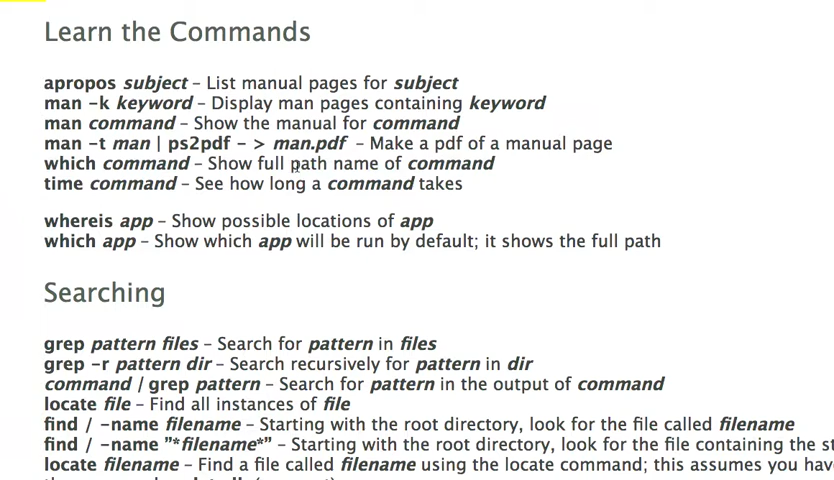 Learn the Commands
apropos subject – List manual pages for subject
man –k keyword – Display man pages containing keyword
man command – Show the manual for command
man –t man | ps2pdf – > man.pdf – Make a pdf of a manual page
which command – Show full path name of command
time command – See how long a command takes
whereis app – Show possible locations of app
which app – Show which app will be run by default; it shows the full path
Searching
grep pattern files – Search for pattern in files
grep –r pattern dir – Search recursively for pattern in dir
command | grep pattern – Search for pattern in the output of command
locate file – Find all instances of file
find / –name filename – Starting with the root directory, look for the file called filename
find / –name ”*filename*” – Starting with the root directory, look for the file containing the st
locate filename – Find a file called filename using the locate command; this assumes you have